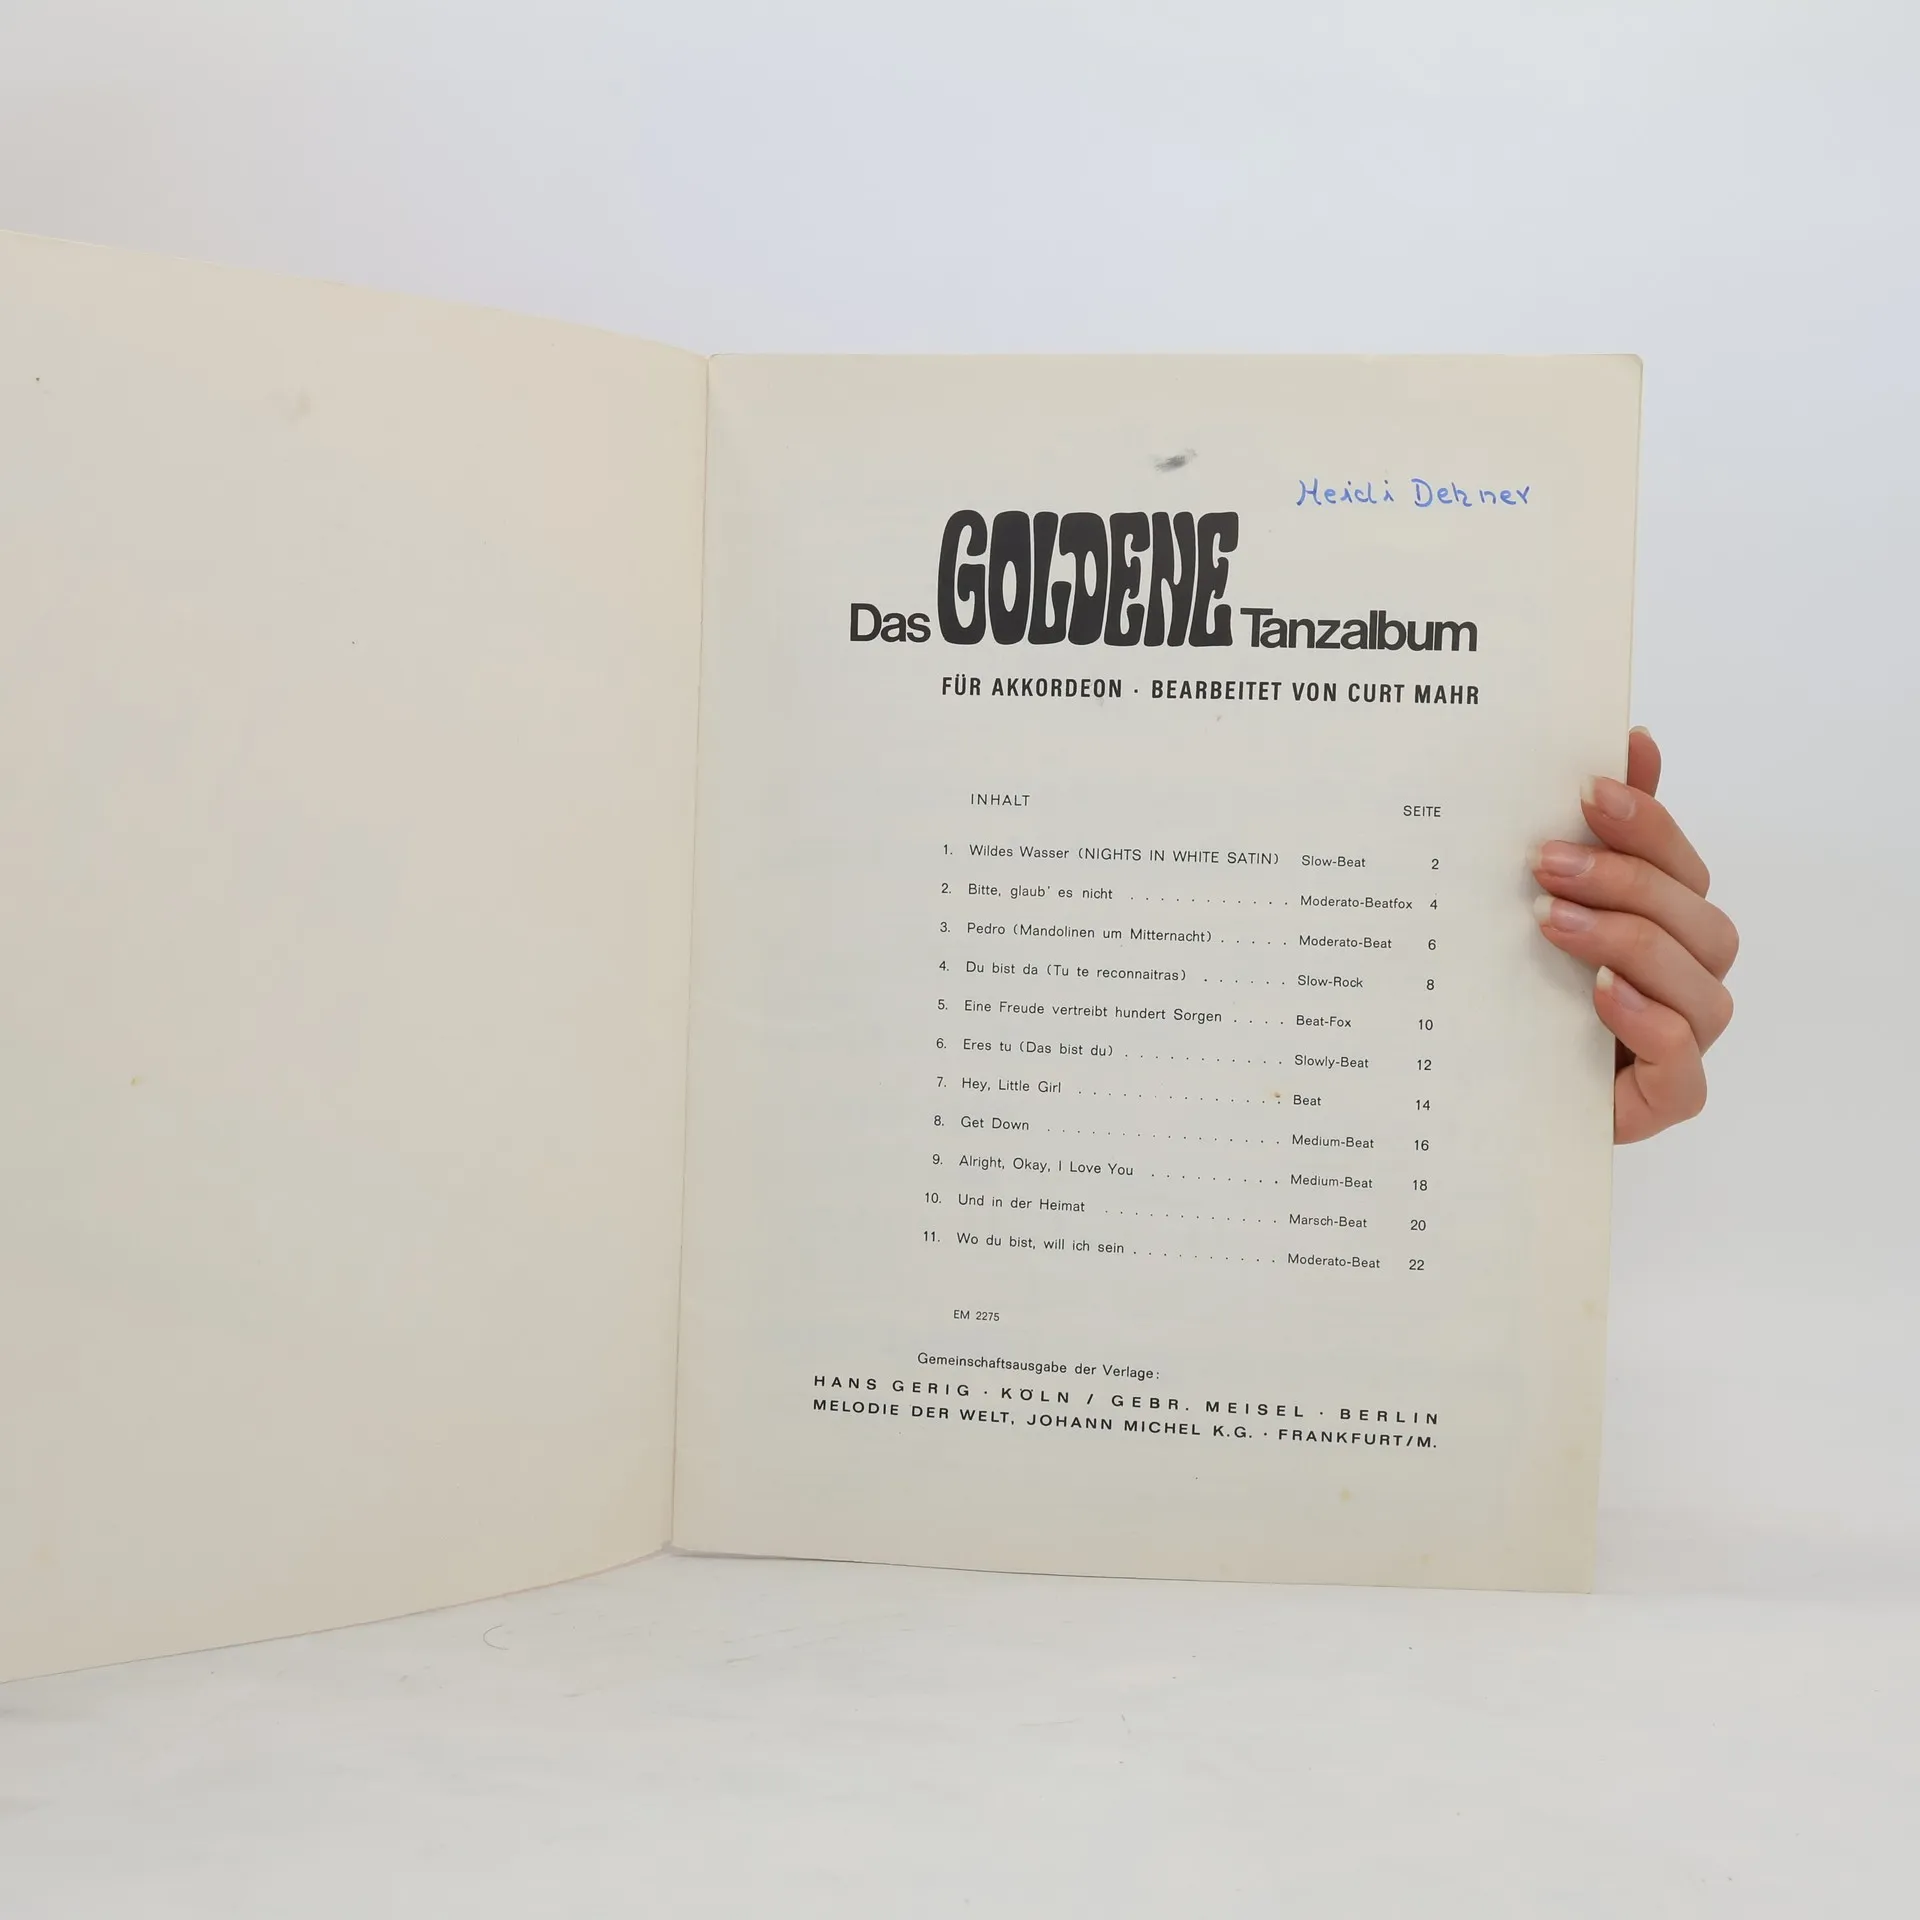 Heidi Dehner
Das GOLDENE Tanzalbum
FÜR AKKORDEON · BEARBEITET VON CURT MAHR
INHALT SEITE
1. Wildes Wasser (NIGHTS IN WHITE SATIN) Slow-Beat 2
2. Bitte, glaub' es nicht . . . . . . . . . . . Moderato-Beatfox 4
3. Pedro (Mandolinen um Mitternacht) . . . . . Moderato-Beat 6
4. Du bist da (Tu te reconnaitras) . . . . . . Slow-Rock 8
5. Eine Freude vertreibt hundert Sorgen . . . . Beat-Fox 10
6. Eres tu (Das bist du) . . . . . . . . . . . Slowly-Beat 12
7. Hey, Little Girl . . . . . . . . . . . . . . Beat 14
8. Get Down . . . . . . . . . . . . . . . . Medium-Beat 16
9. Alright, Okay, I Love You . . . . . . . . . Medium-Beat 18
10. Und in der Heimat . . . . . . . . . . . . Marsch-Beat 20
11. Wo du bist, will ich sein . . . . . . . . . . Moderato-Beat 22
EM 2275
Gemeinschaftsausgabe der Verlage:
HANS GERIG · KÖLN / GEBR. MEISEL · BERLIN
MELODIE DER WELT, JOHANN MICHEL K.G. · FRANKFURT/M.